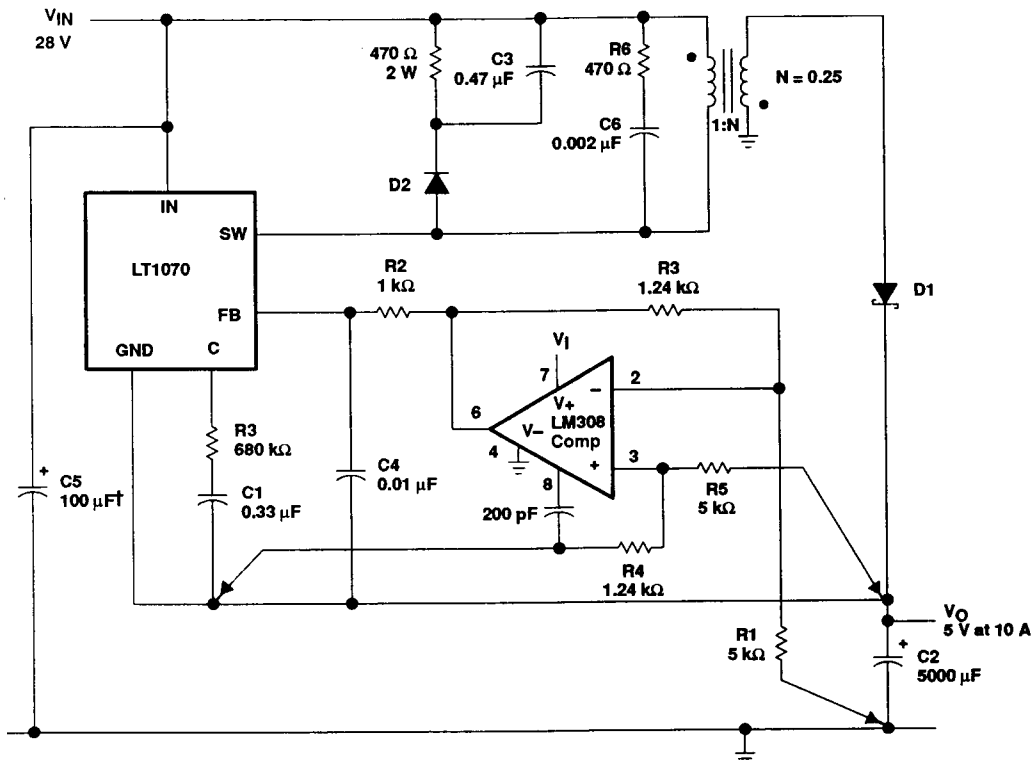 VIN
28 V
470 Ω
2 W
C3
0.47 µF
R6
470 Ω
N = 0.25
1:N
C6
0.002 µF
D2
IN
SW
LT1070
FB
GND
C
R2
1 kΩ
R3
1.24 kΩ
D1
VI
7
2
–
V+
6
LM308
V–
Comp
4
+
3
8
R3
680 kΩ
C4
0.01 µF
R5
5 kΩ
+
C5
100 µF†
C1
0.33 µF
200 pF
R4
1.24 kΩ
VO
5 V at 10 A
R1
5 kΩ
+
C2
5000 µF